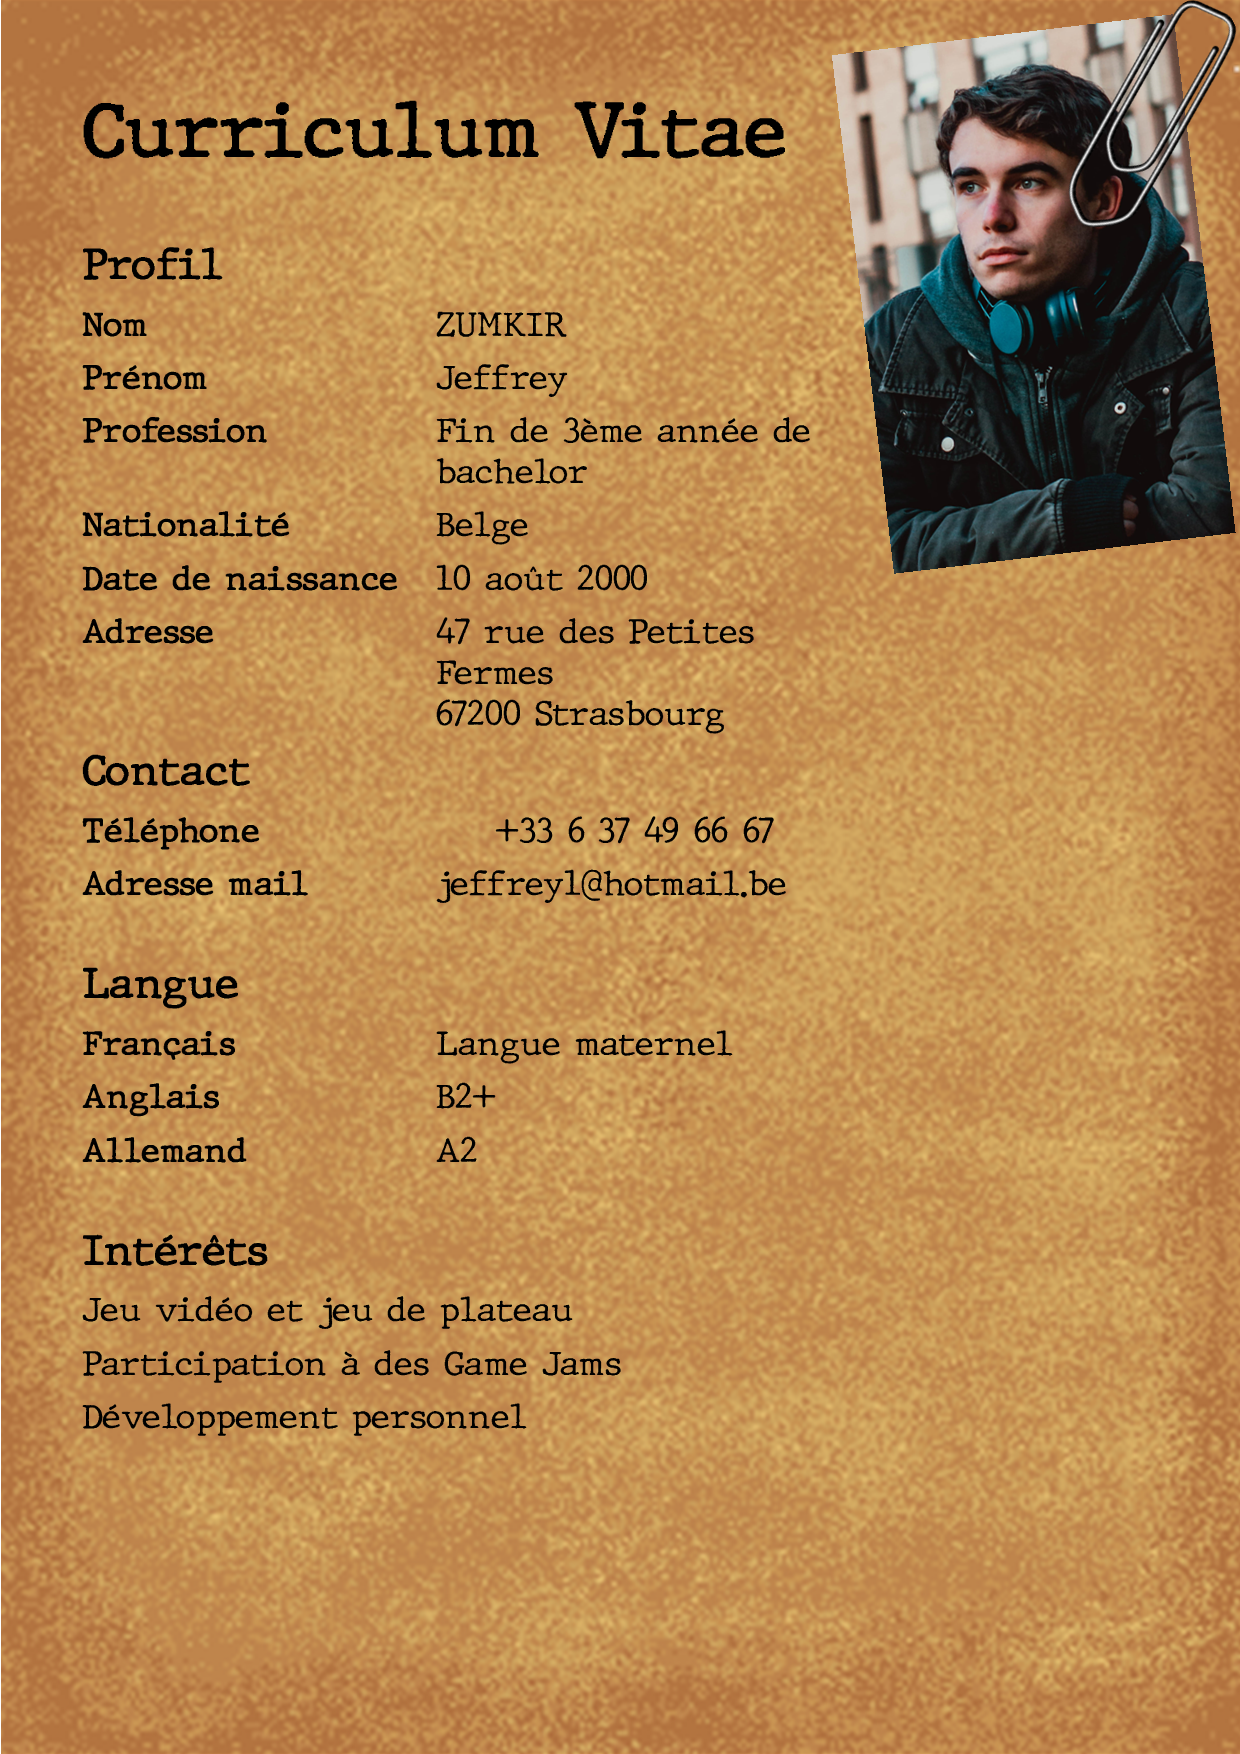 Curriculum Vitae
Profil
Nom ZUMKIR
Prénom Jeffrey
Profession Fin de 3ème année de
bachelor
Nationalité Belge
Date de naissance 10 août 2000
Adresse 47 rue des Petites
Fermes
67200 Strasbourg
Contact
Téléphone +33 6 37 49 66 67
Adresse mail jeffreyl@hotmail.be
Langue
Français Langue maternel
Anglais B2+
Allemand A2
Intérêts
Jeu vidéo et jeu de plateau
Participation à des Game Jams
Développement personnel